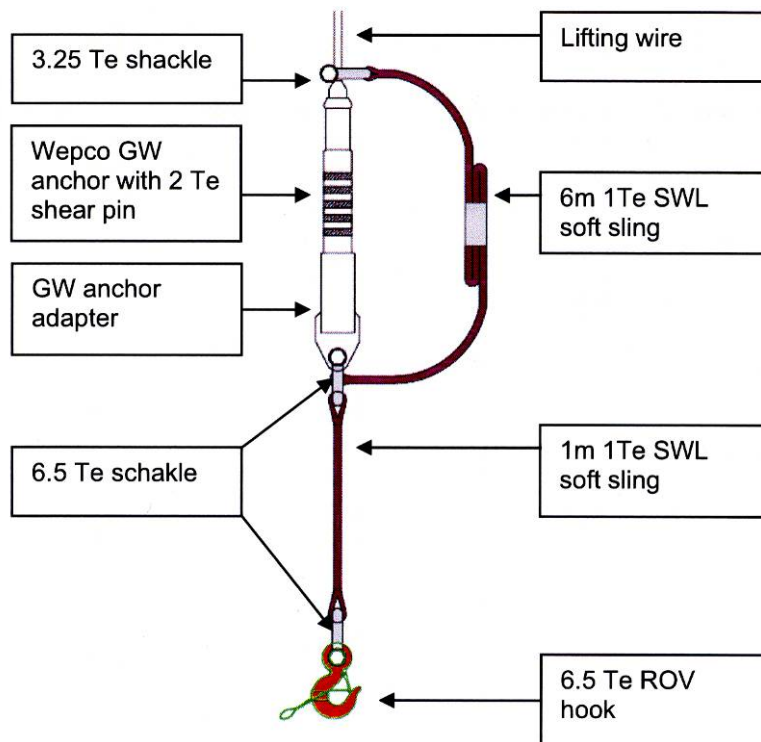 3.25 Te shackle
Wepco GW
anchor with 2 Te
shear pin
GW anchor
adapter
6.5 Te schakle
Lifting wire
6m 1Te SWL
soft sling
1m 1Te SWL
soft sling
6.5 Te ROV
hook